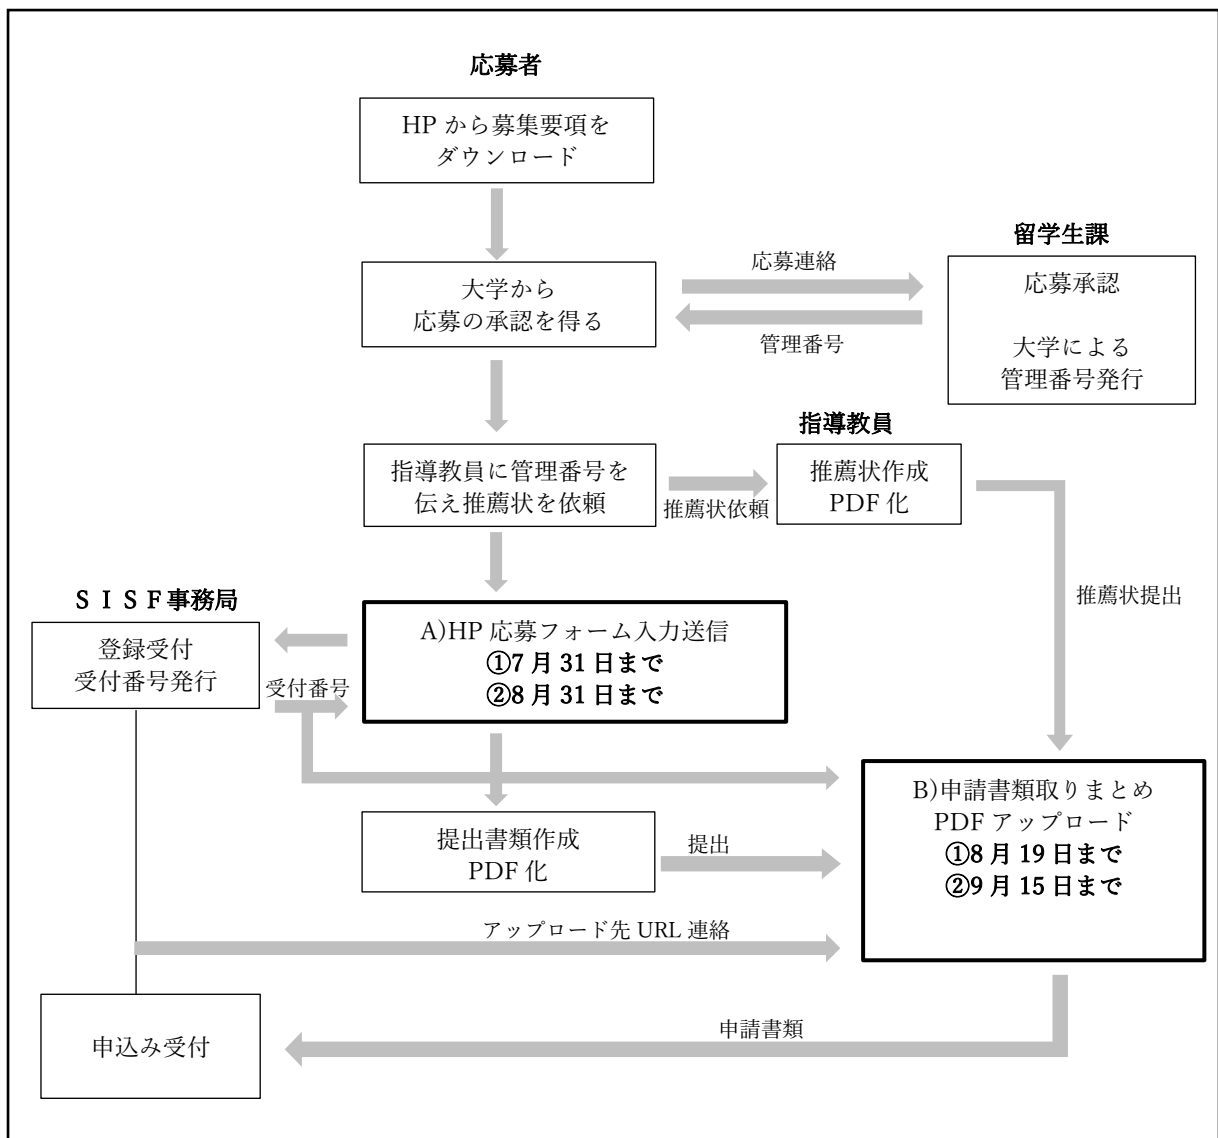 応募者
HP から募集要項を
ダウンロード
留学生課
応募連絡
大学から
応募の承認を得る
応募承認
管理番号
大学による
管理番号発行
指導教員
指導教員に管理番号を
伝え推薦状を依頼
推薦状依頼
推薦状作成
PDF 化
推薦状提出
ＳＩＳＦ事務局
登録受付
受付番号発行
受付番号
A)HP 応募フォーム入力送信
①7 月 31 日まで
②8 月 31 日まで
B)申請書類取りまとめ
PDF アップロード
①8 月 19 日まで
②9 月 15 日まで
提出書類作成
PDF 化
提出
アップロード先 URL 連絡
申請書類
申込み受付